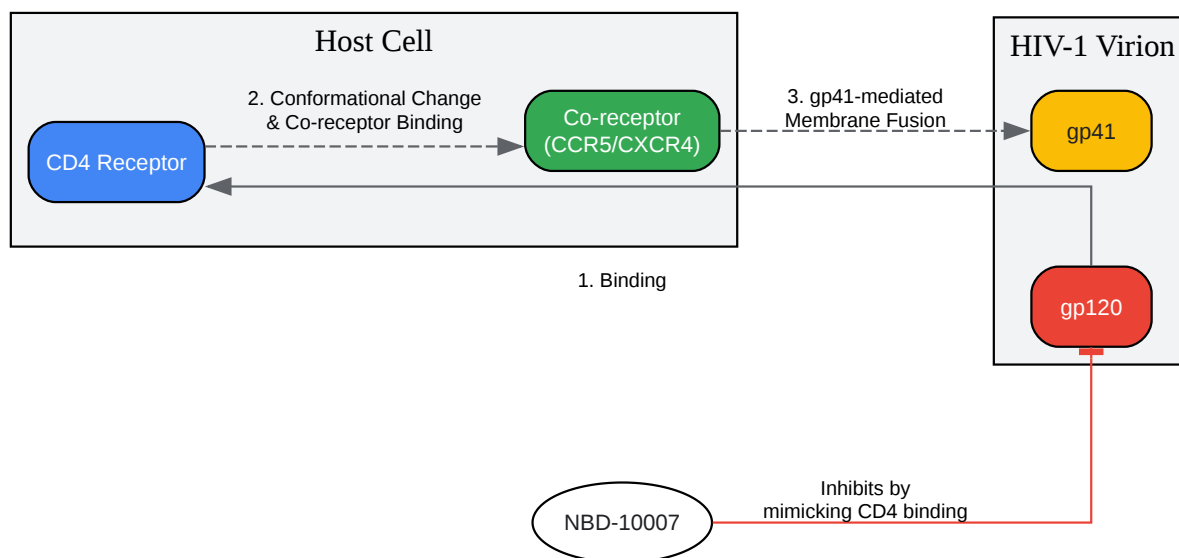 Host Cell
HIV-1 Virion
2. Conformational Change
& Co-receptor Binding
3. gp41-mediated
Membrane Fusion
CD4 Receptor
Co-receptor
(CCR5/CXCR4)
gp41
1. Binding
gp120
Inhibits by
mimicking CD4 binding
NBD-10007